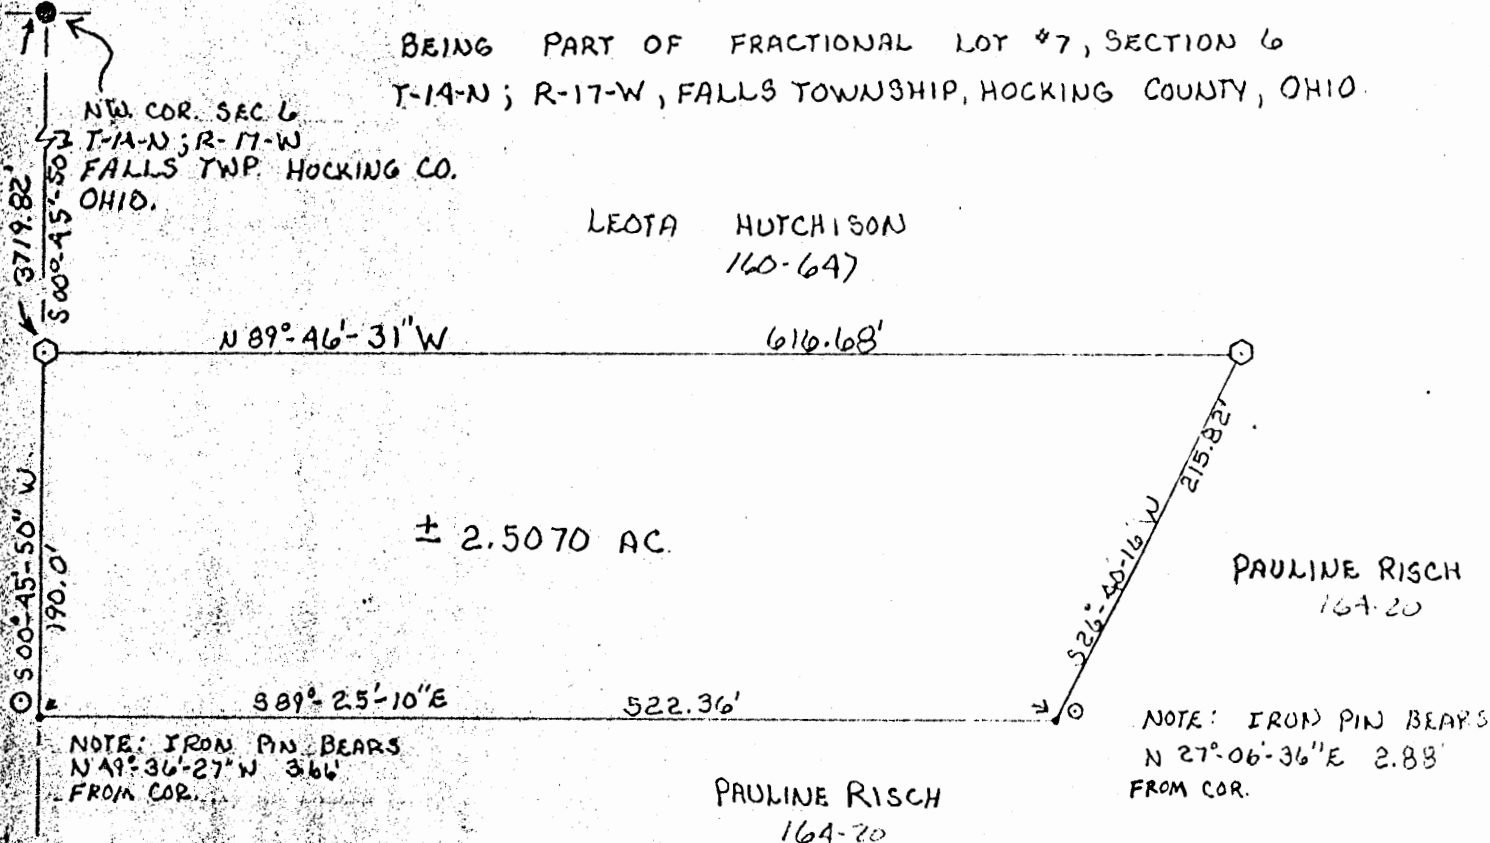 BEING PART OF FRACTIONAL LOT #7, SECTION 6
T-14-N; R-17-W, FALLS TOWNSHIP, HOCKING COUNTY, OHIO
NW. COR. SEC. 6
T-14-N; R-17-W
FALLS TWP. HOCKING CO.
OHIO.
3719.82'
S 00°-45'-50"
LEOTA HUTCHISON
160-647
N 89°-46'-31" W 616.68'
215.82'
S26°-40-16 W
± 2.5070 AC.
S 00°-45-50" W
190.0'
PAULINE RISCH
164-20
S89°-25'-10"E 522.36'
NOTE: IRON PIN BEARS
N 49°-36'-27" W 3.66'
FROM COR.
NOTE: IRON PIN BEARS
N 27°-06'-36"E 2.88'
FROM COR.
PAULINE RISCH
164-20